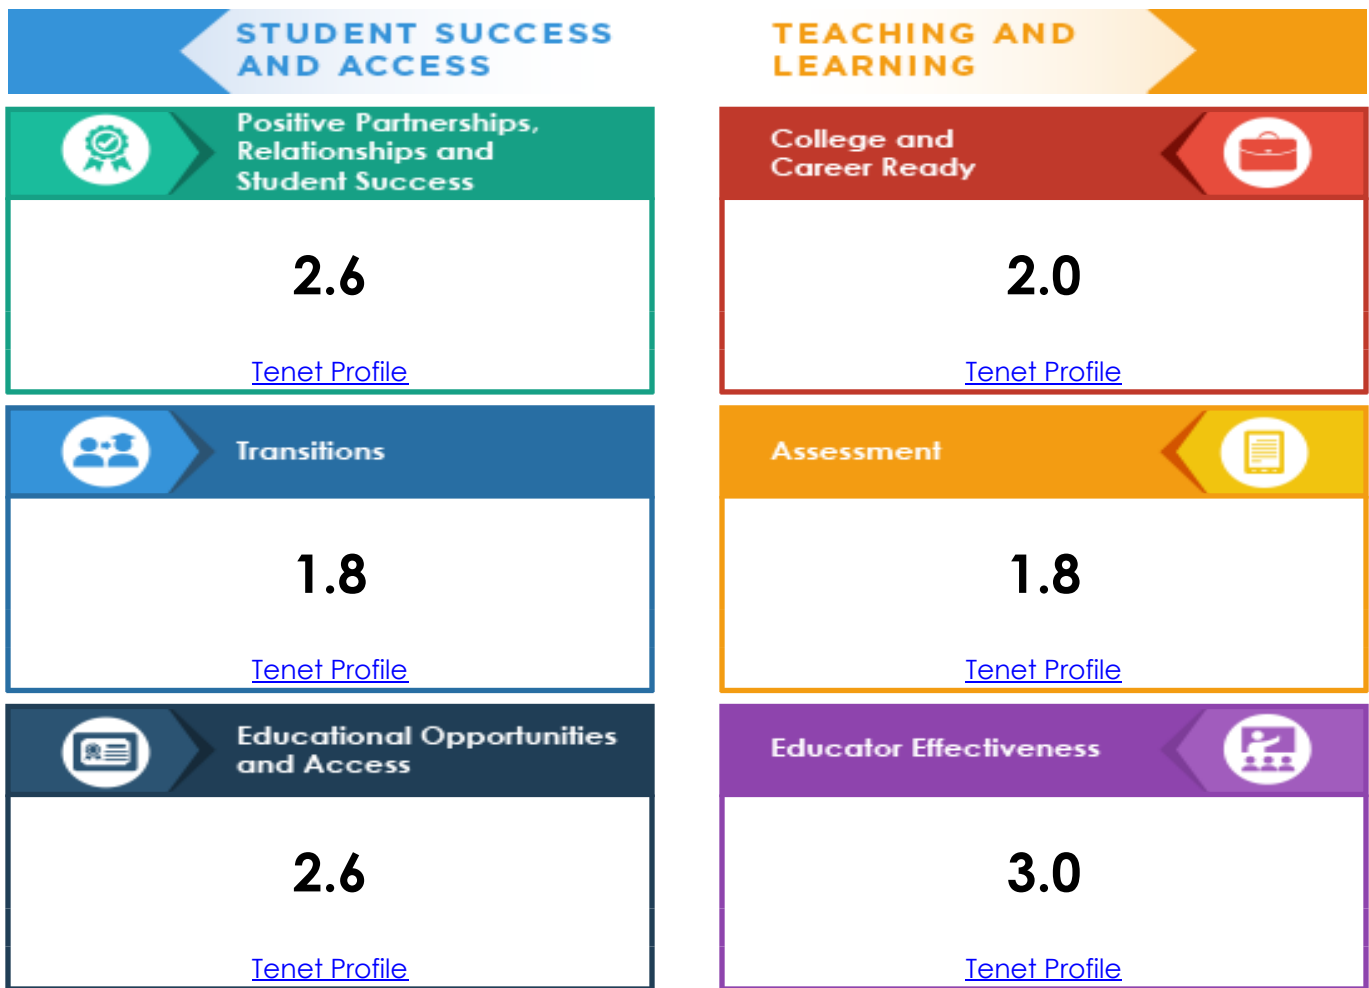 STUDENT SUCCESS
AND ACCESS
Positive Partnerships,
Relationships and
Student Success
2.6
Tenet Profile
Transitions
1.8
Tenet Profile
Educational Opportunities
and Access
2.6
Tenet Profile
TEACHING AND
LEARNING
College and
Career Ready
2.0
Tenet Profile
Assessment
1.8
Tenet Profile
Educator Effectiveness
3.0
Tenet Profile